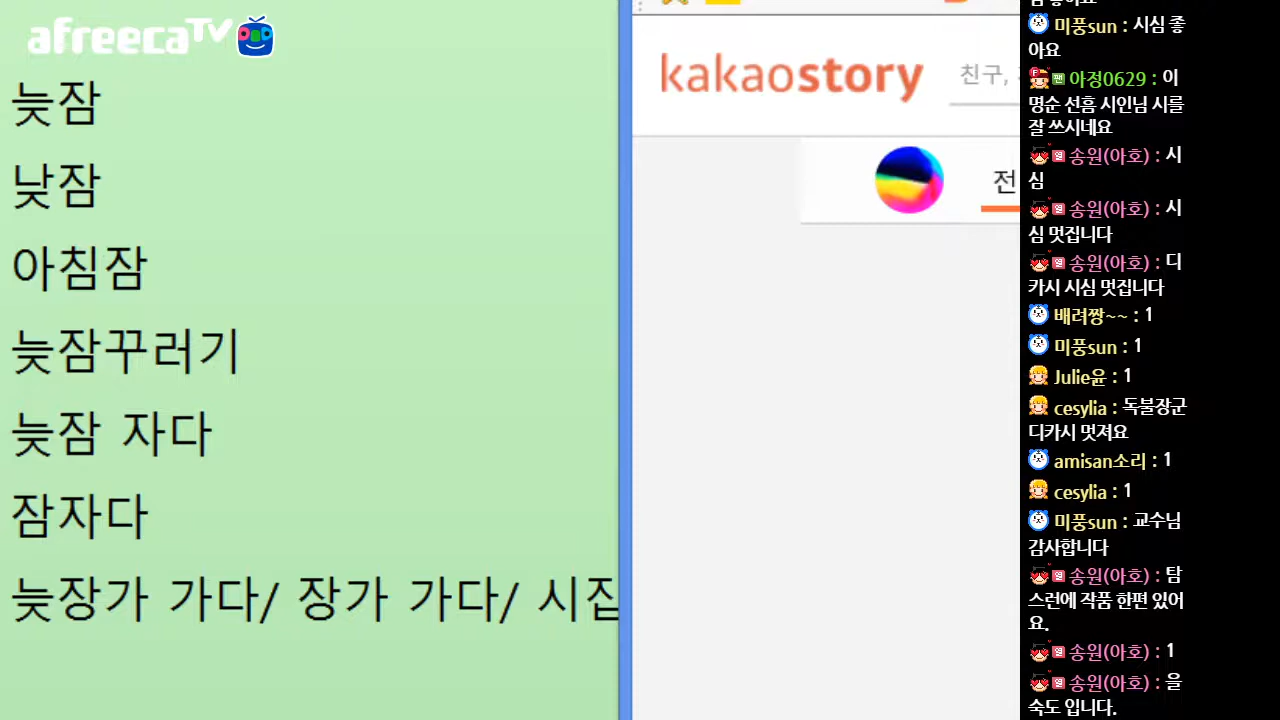 afreecaTV
늦잠
낮잠
아침잠
늦잠꾸러기
늦잠 자다
잠자다
늦장가 가다/ 장가 가다/ 시집
kakaostory
친구,
전
미풍sun : 시심 좋
아요
아정0629 : 이
명순 선흠 시인님 시를
잘 쓰시네요
송원(아호) : 시
심
송원(아호) : 시
심 멋집니다
송원(아호) : 디
카시 시심 멋집니다
배려짱~~ : 1
미풍sun : 1
Julie윤 : 1
cesylia : 독불장군
디카시 멋져요
amisan소리 : 1
cesylia : 1
미풍sun : 교수님
감사합니다
송원(아호) : 탐
스런에 작품 한편 있어
요.
송원(아호) : 1
송원(아호) : 을
숙도 입니다.